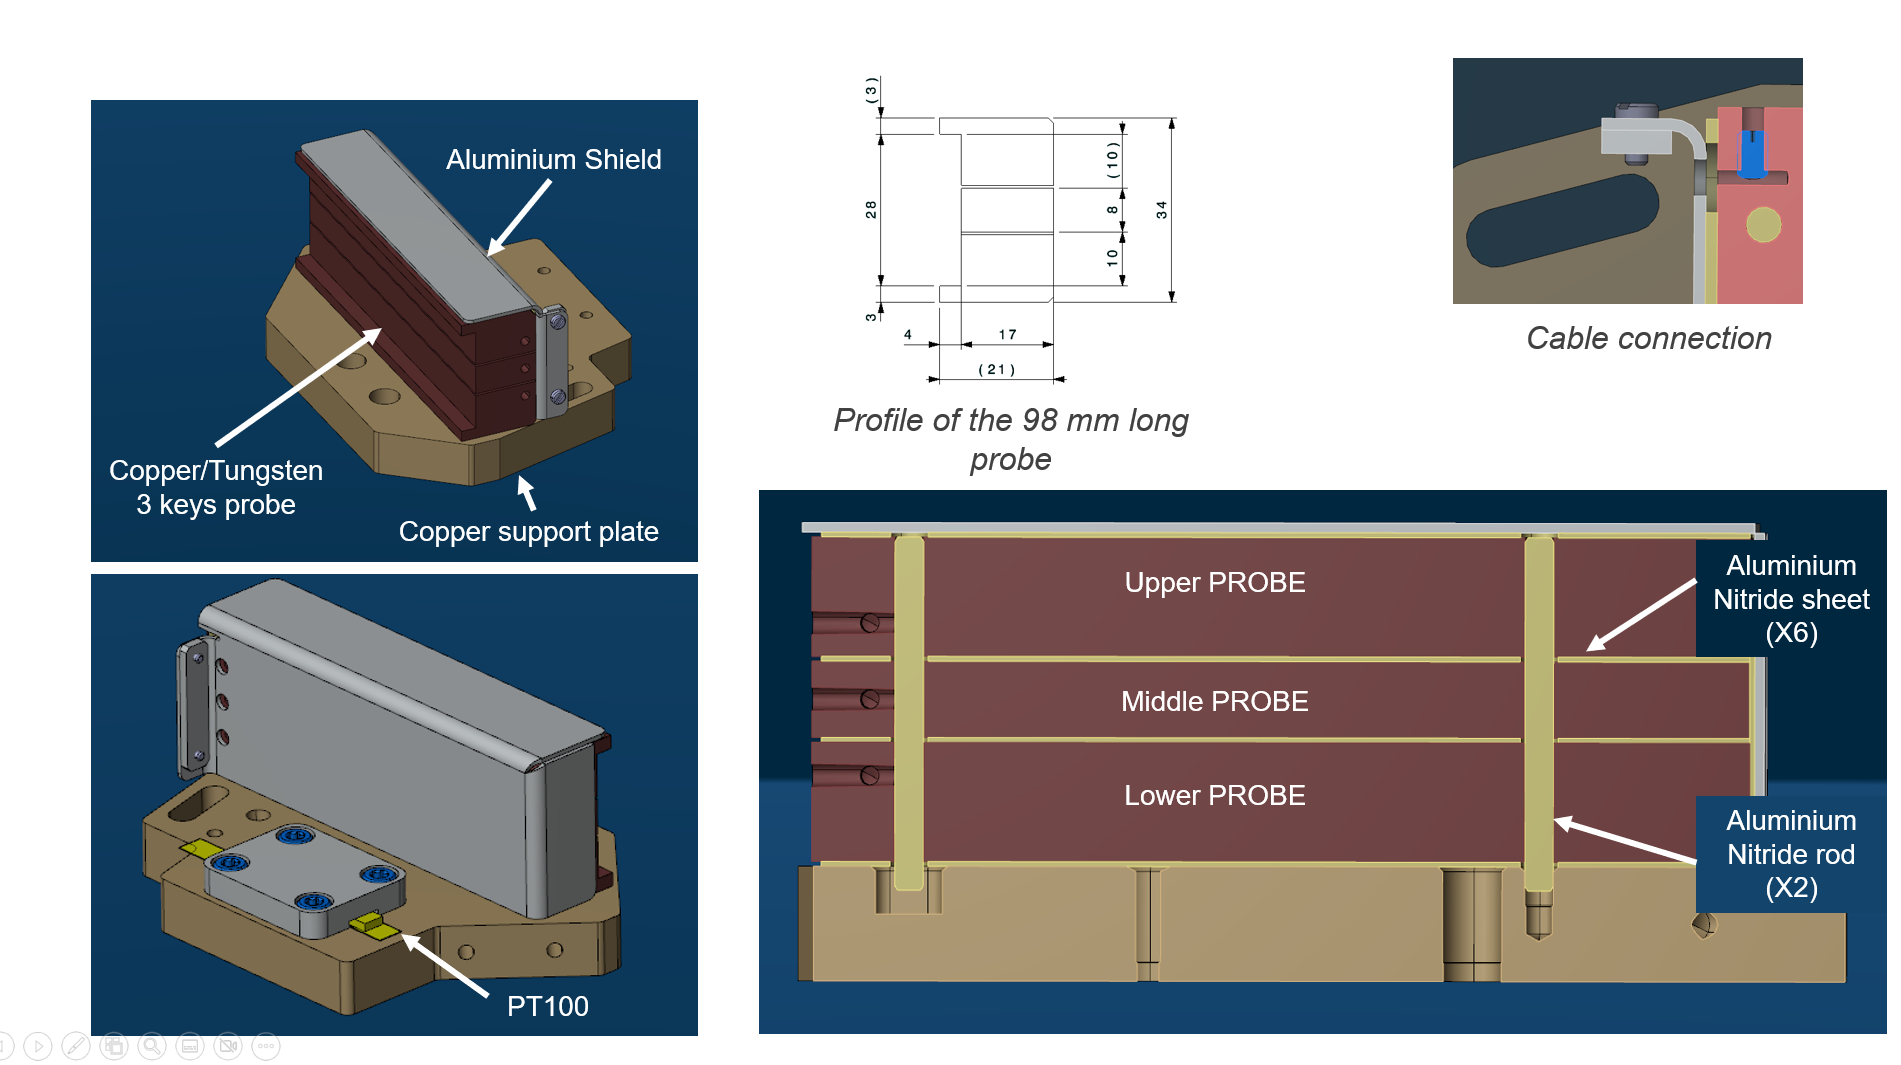 Aluminium Shield
Copper/Tungsten
3 keys probe
Copper support plate
PT100
(3)
28
3
(10)
8
10
34
4
17
(21)
Profile of the 98 mm long
probe
Cable connection
Upper PROBE
Middle PROBE
Lower PROBE
Aluminium
Nitride sheet
(X6)
Aluminium
Nitride rod
(X2)